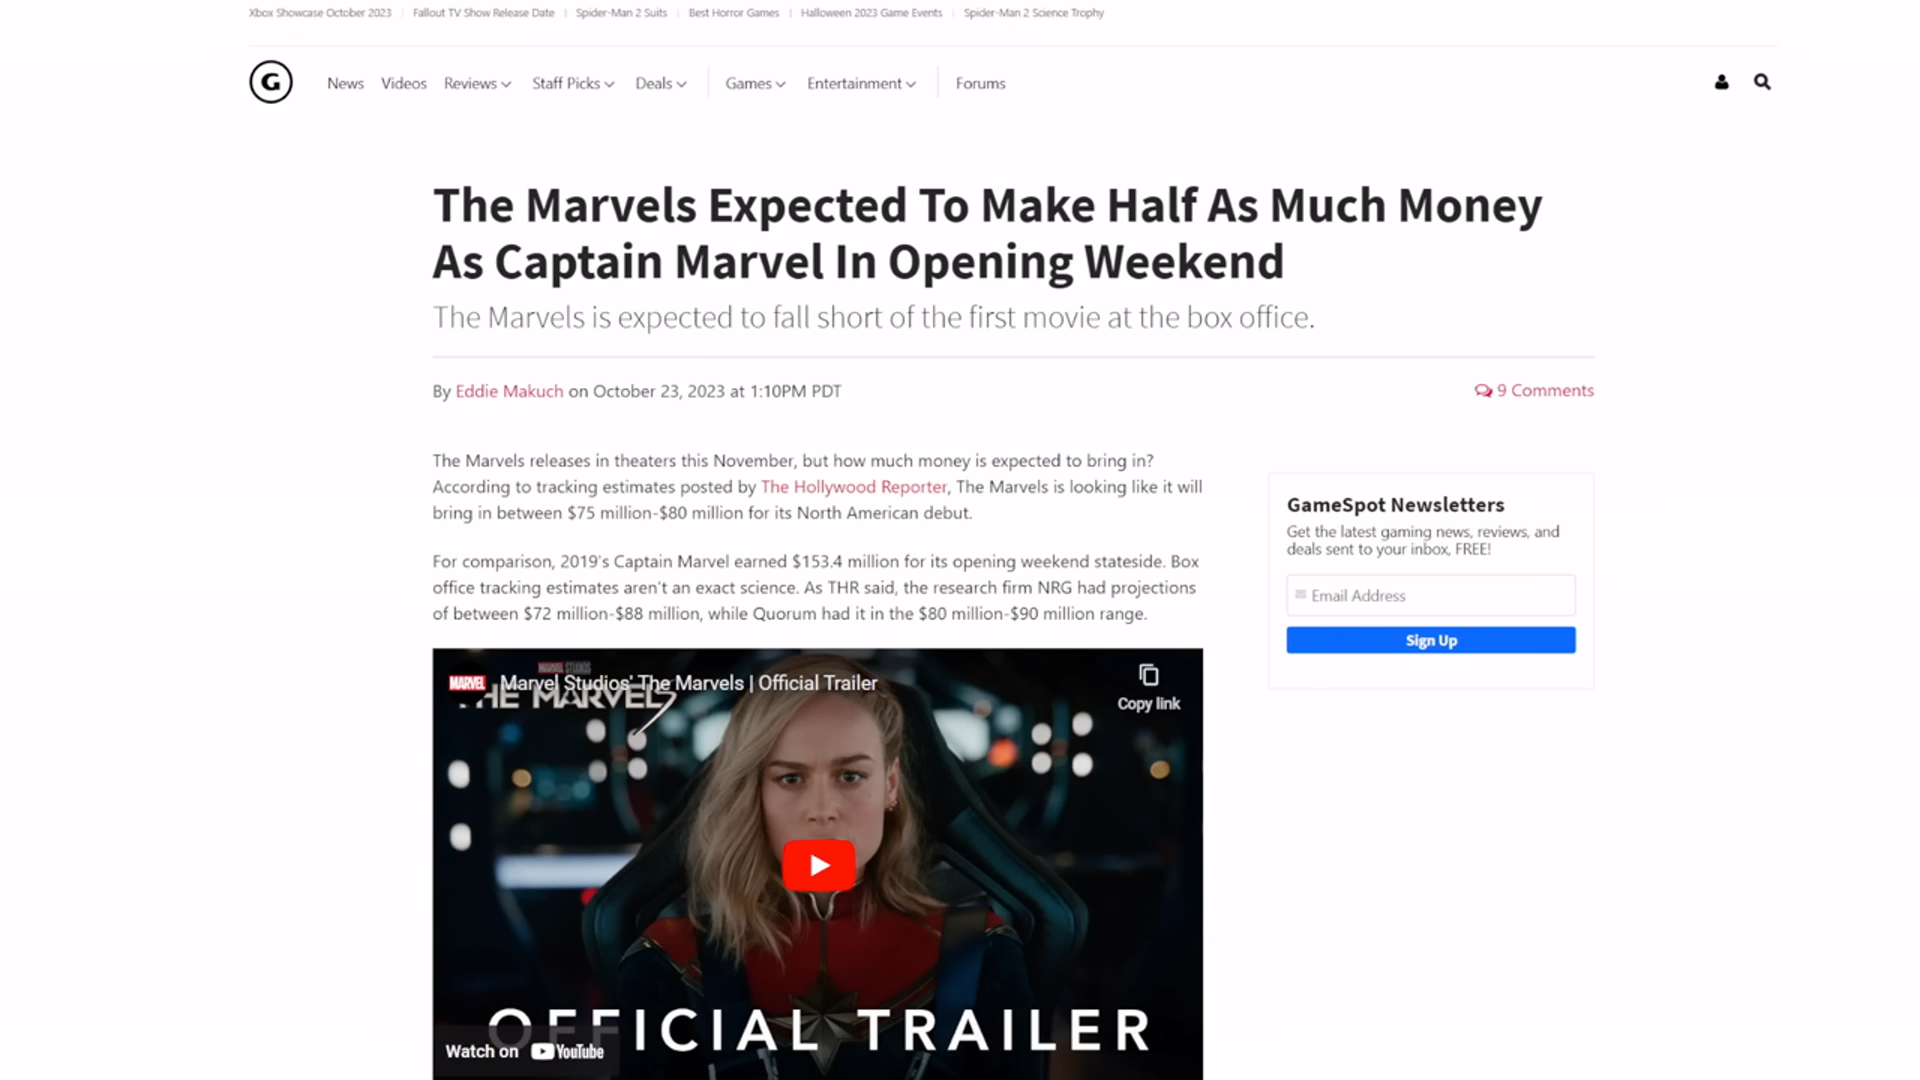 Xbox Showcase October 2023 | Fallout TV Show Release Date | Spider-Man 2 Suits | Best Horror Games | Halloween 2023 Game Events | Spider-Man 2 Science Trophy
G News Videos Reviews Staff Picks Deals Games Entertainment Forums
The Marvels Expected To Make Half As Much Money
As Captain Marvel In Opening Weekend
The Marvels is expected to fall short of the first movie at the box office.
By Eddie Makuch on October 23, 2023 at 1:10PM PDT
9 Comments
The Marvels releases in theaters this November, but how much money is expected to bring in?
According to tracking estimates posted by The Hollywood Reporter, The Marvels is looking like it will
bring in between $75 million-$80 million for its North American debut.
For comparison, 2019's Captain Marvel earned $153.4 million for its opening weekend stateside. Box
office tracking estimates aren't an exact science. As THR said, the research firm NRG had projections
of between $72 million-$88 million, while Quorum had it in the $80 million-$90 million range.
MARVEL STUDIOS
MARVEL Marvel Studios' The Marvels | Official Trailer
THE MARVELS
Copy link
OFFICIAL TRAILER
Watch on YouTube
GameSpot Newsletters
Get the latest gaming news, reviews, and
deals sent to your inbox, FREE!
Email Address
Sign Up